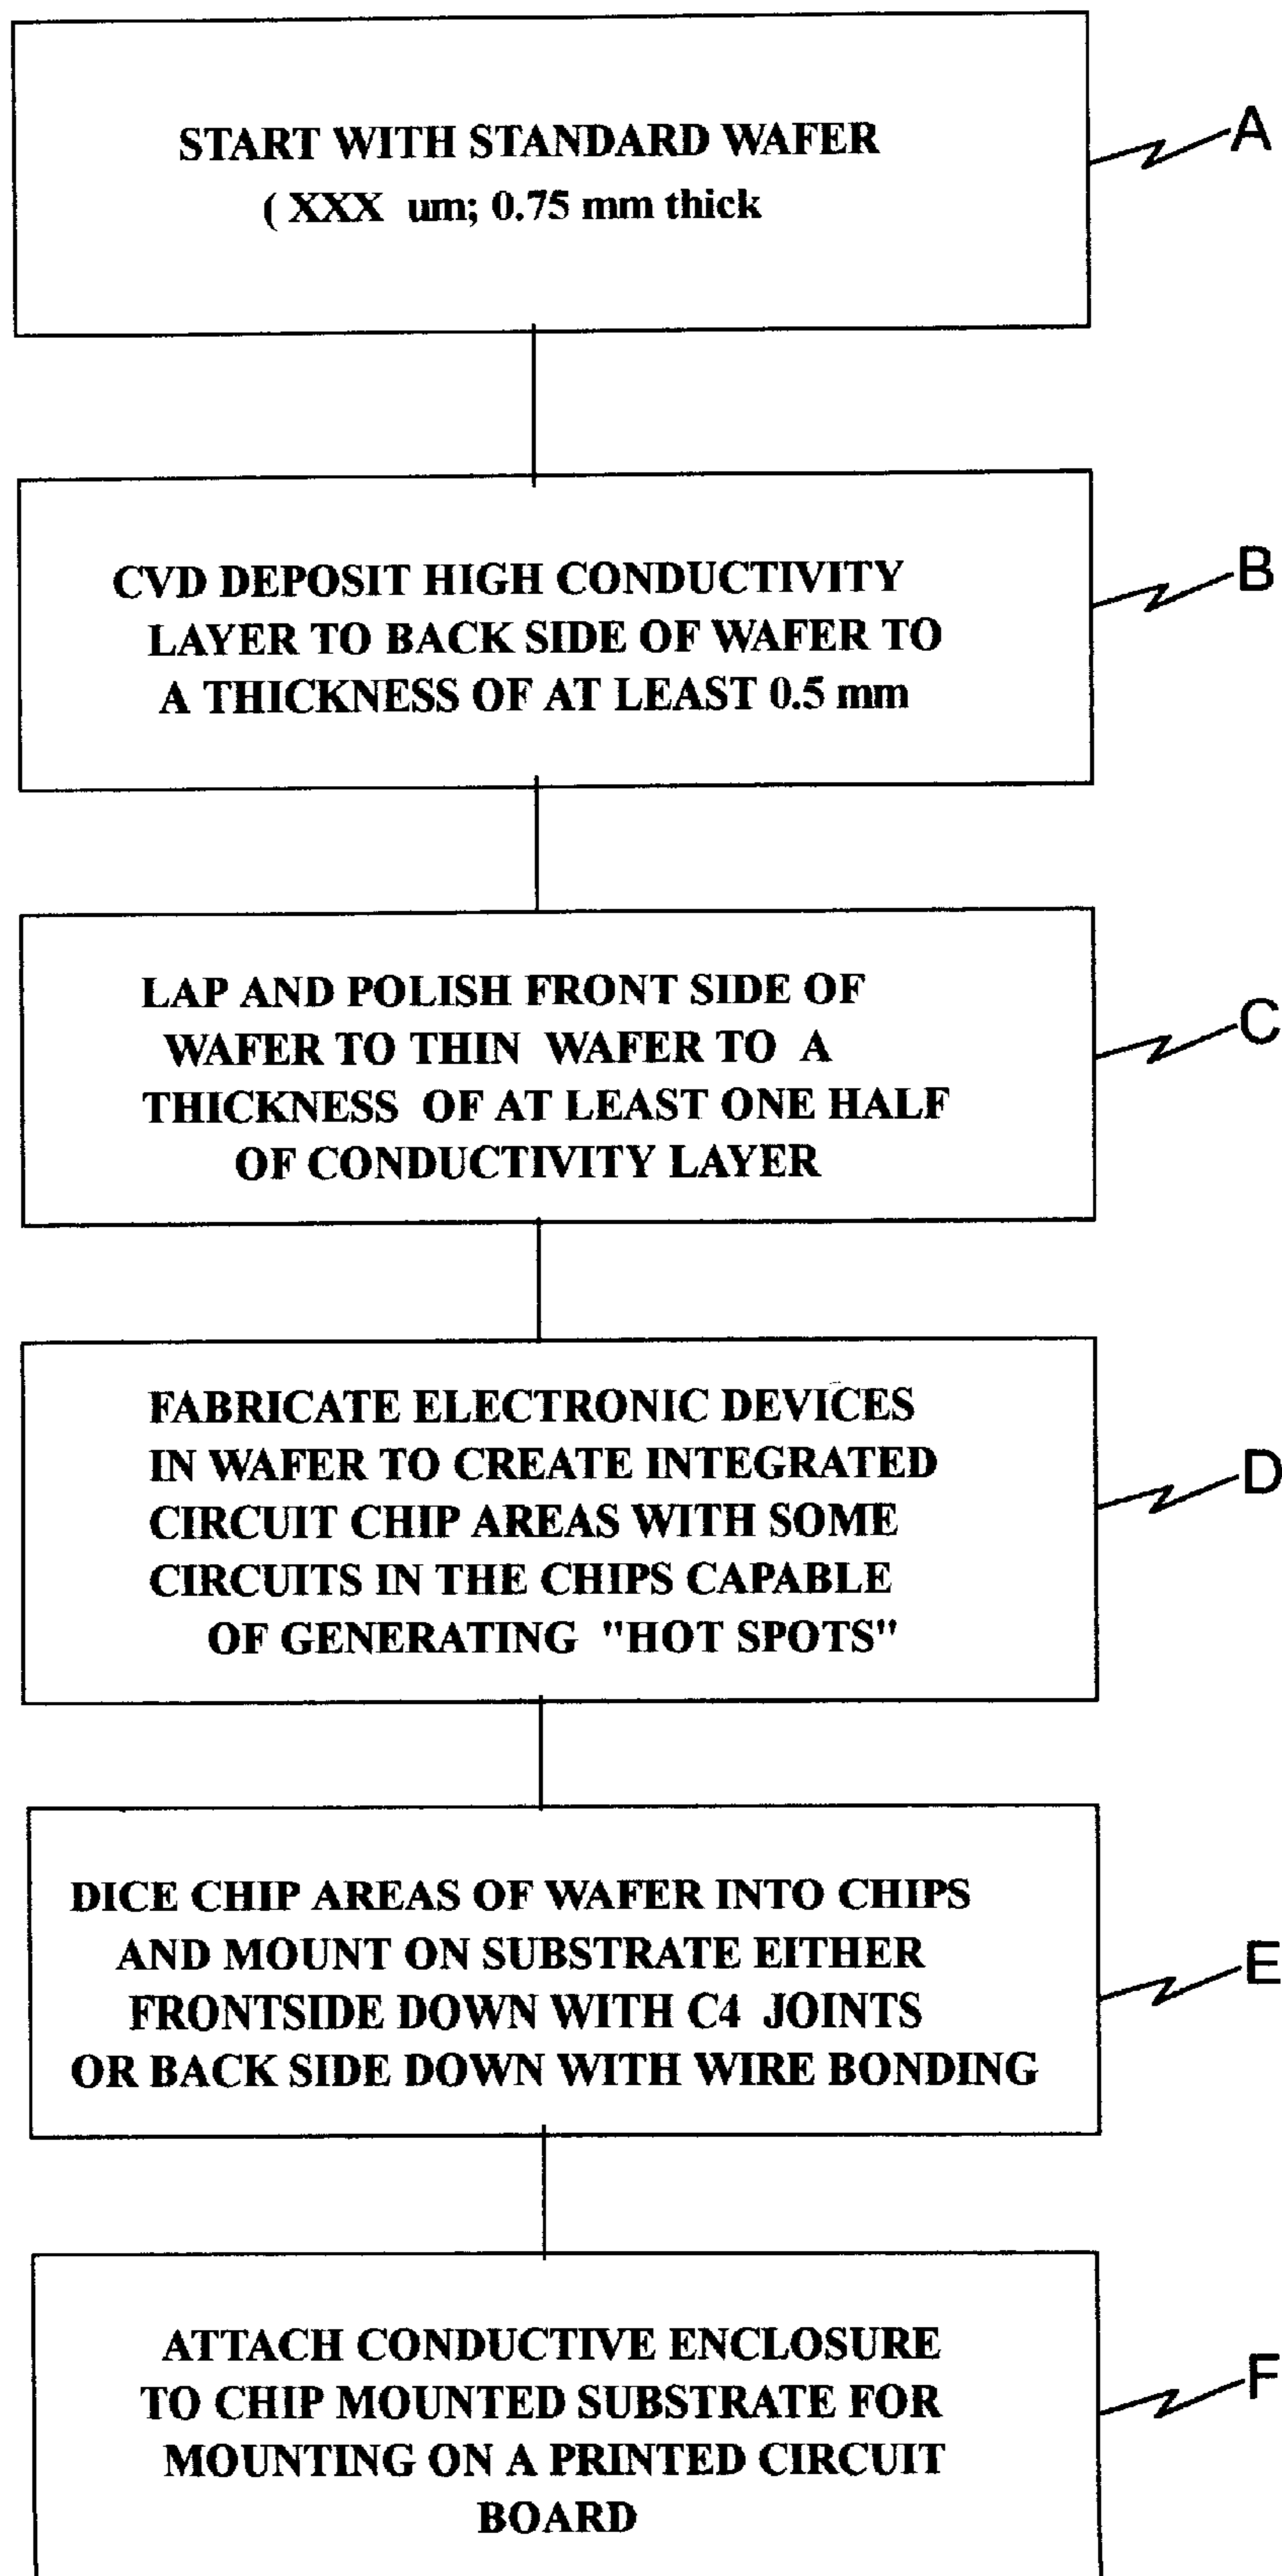 START WITH STANDARD WAFER
( XXX um; 0.75 mm thick
A
CVD DEPOSIT HIGH CONDUCTIVITY
LAYER TO BACK SIDE OF WAFER TO
A THICKNESS OF AT LEAST 0.5 mm
B
LAP AND POLISH FRONT SIDE OF
WAFER TO THIN WAFER TO A
THICKNESS OF AT LEAST ONE HALF
OF CONDUCTIVITY LAYER
C
FABRICATE ELECTRONIC DEVICES
IN WAFER TO CREATE INTEGRATED
CIRCUIT CHIP AREAS WITH SOME
CIRCUITS IN THE CHIPS CAPABLE
OF GENERATING "HOT SPOTS"
D
DICE CHIP AREAS OF WAFER INTO CHIPS
AND MOUNT ON SUBSTRATE EITHER
FRONTSIDE DOWN WITH C4 JOINTS
OR BACK SIDE DOWN WITH WIRE BONDING
E
ATTACH CONDUCTIVE ENCLOSURE
TO CHIP MOUNTED SUBSTRATE FOR
MOUNTING ON A PRINTED CIRCUIT
BOARD
F